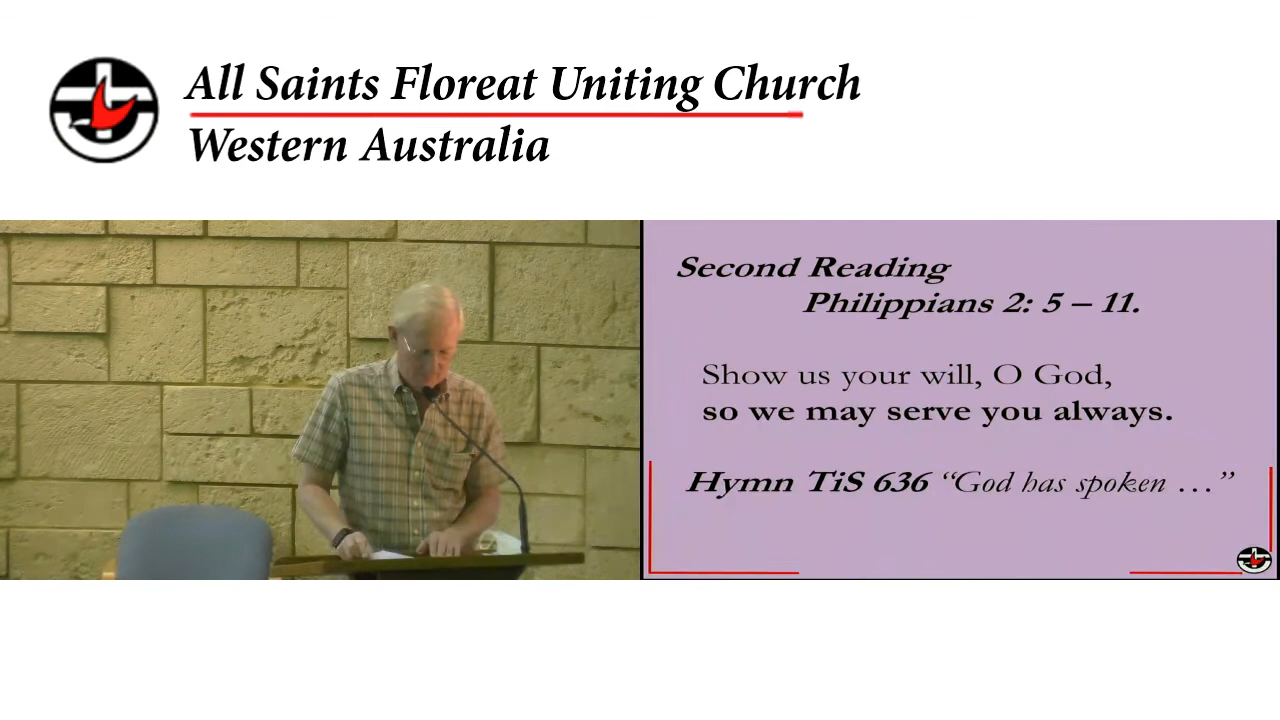 All Saints Floreat Uniting Church
Western Australia
Second Reading
Philippians 2: 5 – 11.
Show us your will, O God,
so we may serve you always.
Hymn TiS 636 “God has spoken …”